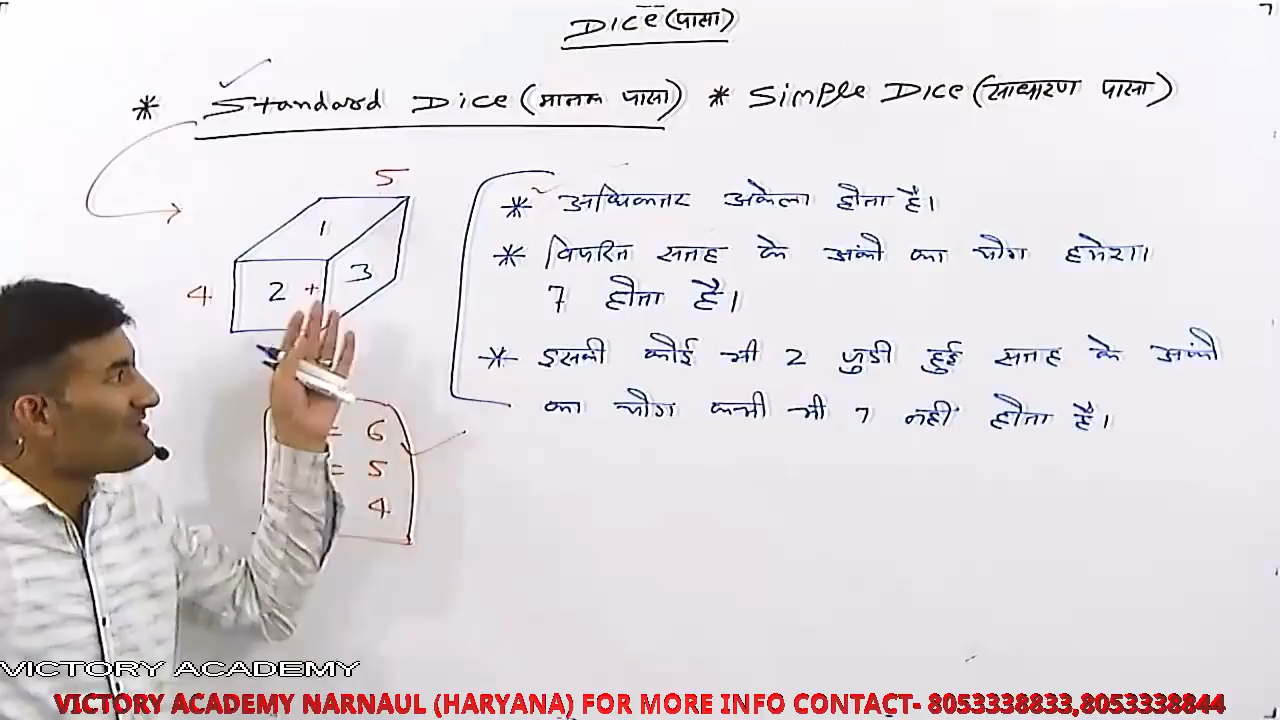 DICE (पासा)
* Standard Dice (मानक पासा) * Simple DICE (साधारण पासा)
5
1
4 2 + 3
* अधिकतर अकेला होता है।
* विपरित सतह के अंको का योग हमेशा
7 होता है।
* इसकी कोई भी 2 जुडी हुई सतह के अंको
का योग कभी भी 7 नहीं होता है।
= 6
= 5
4
VICTORY ACADEMY
VICTORY ACADEMY NARNAUL (HARYANA) FOR MORE INFO CONTACT- 8053338833,8053338844